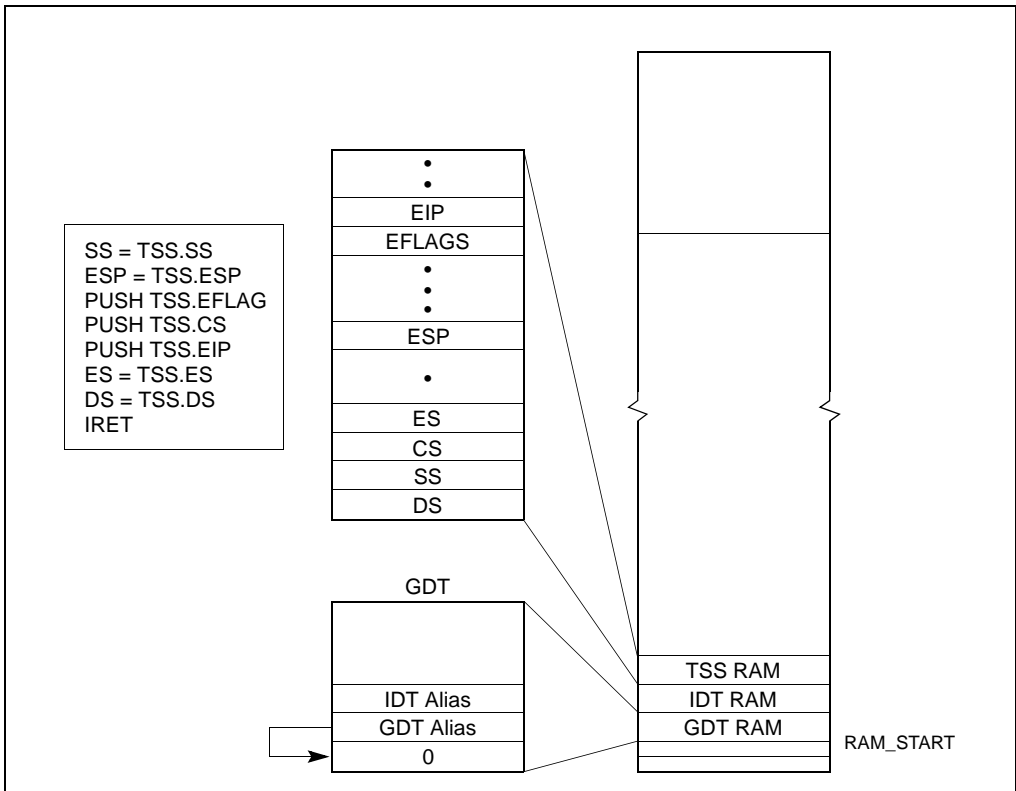 SS = TSS.SS
ESP = TSS.ESP
PUSH TSS.EFLAG
PUSH TSS.CS
PUSH TSS.EIP
ES = TSS.ES
DS = TSS.DS
IRET
EIP
EFLAGS
ESP
ES
CS
SS
DS
GDT
IDT Alias
GDT Alias
0
TSS RAM
IDT RAM
GDT RAM
RAM_START